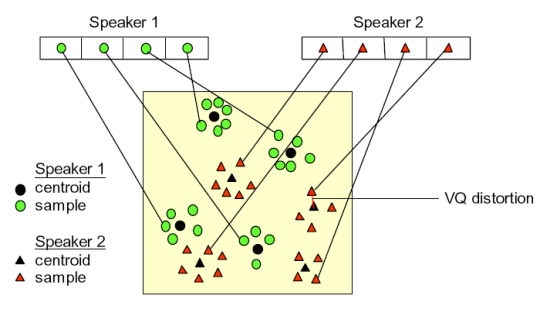 Speaker 1
Speaker 2
Speaker 1
centroid
sample
VQ distortion
Speaker 2
centroid
sample